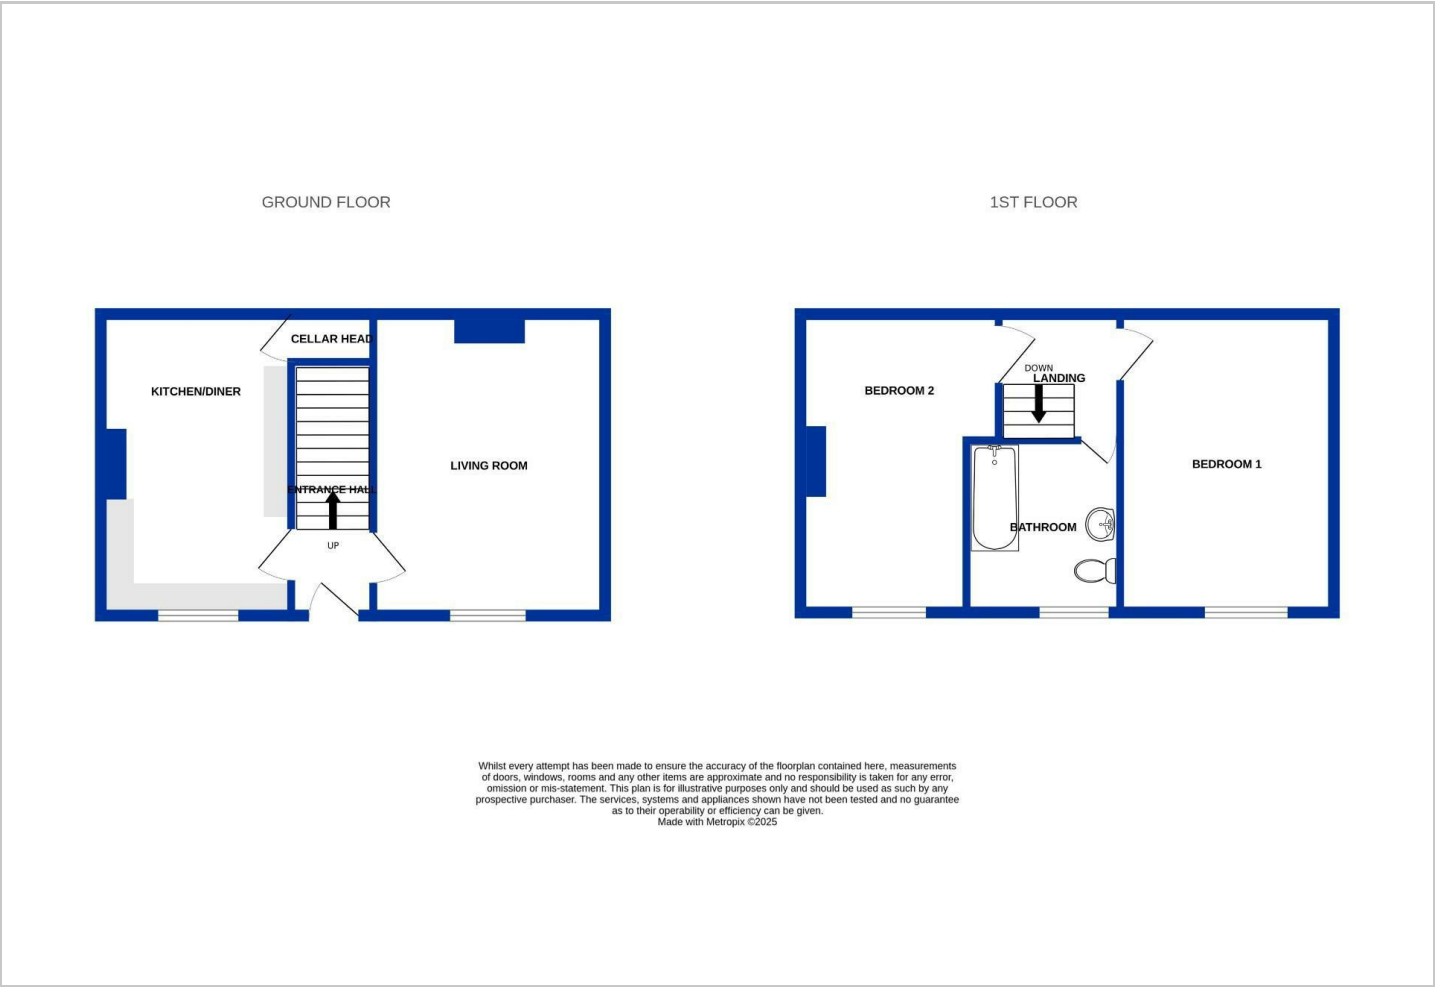 GROUND FLOOR
1ST FLOOR
CELLAR HEAD
KITCHEN/DINER
LIVING ROOM
ENTRANCE HALL
UP
DOWN
LANDING
BEDROOM 2
BEDROOM 1
BATHROOM
Whilst every attempt has been made to ensure the accuracy of the floorplan contained here, measurements
of doors, windows, rooms and any other items are approximate and no responsibility is taken for any error,
omission or mis-statement. This plan is for illustrative purposes only and should be used as such by any
prospective purchaser. The services, systems and appliances shown have not been tested and no guarantee
as to their operability or efficiency can be given.
Made with Metropix ©2025